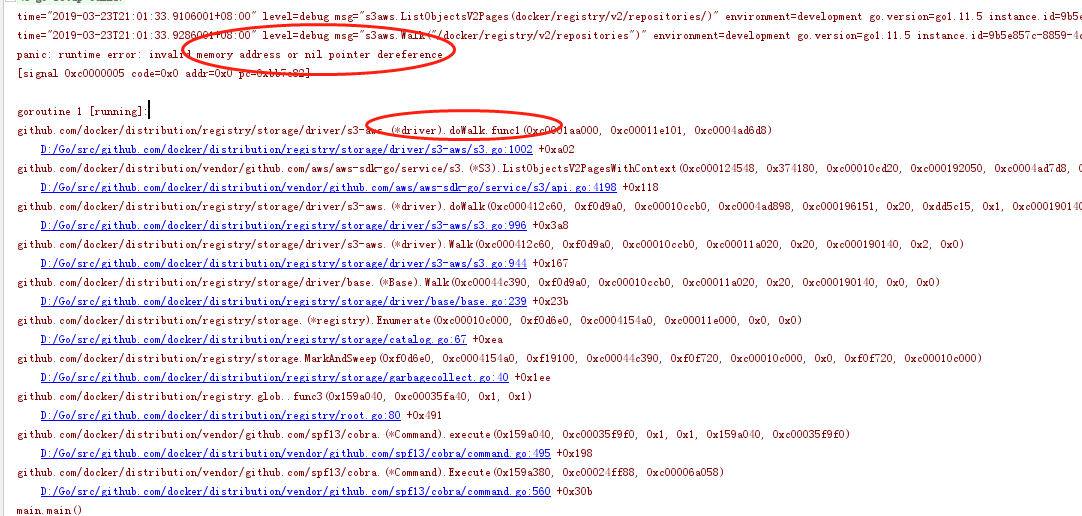 time="2019-03-23T21:01:33.9106001+08:00" level=debug msg="s3aws.ListObjectsV2Pages(docker/registry/v2/repositories/)" environment=development go.version=go1.11.5 instance.id=9b5e
time="2019-03-23T21:01:33.9286001+08:00" level=debug msg="s3aws.Walk("/docker/registry/v2/repositories")" environment=development go.version=go1.11.5 instance.id=9b5e857c-8859-4c
panic: runtime error: invalid memory address or nil pointer dereference
[signal 0xc0000005 code=0x0 addr=0x0 pc=0xbb7c82]
goroutine 1 [running]:
github.com/docker/distribution/registry/storage/driver/s3-aws.(*driver).doWalk.func1(0xc0001aa000, 0xc00011e101, 0xc0004ad6d8)
D:/Go/src/github.com/docker/distribution/registry/storage/driver/s3-aws/s3.go:1002 +0xa02
github.com/docker/distribution/vendor/github.com/aws/aws-sdk-go/service/s3.(*S3).ListObjectsV2PagesWithContext(0xc000124548, 0x374180, 0xc00010cd20, 0xc000192050, 0xc0004ad7d8, 0
D:/Go/src/github.com/docker/distribution/vendor/github.com/aws/aws-sdk-go/service/s3/api.go:4198 +0x118
github.com/docker/distribution/registry/storage/driver/s3-aws.(*driver).doWalk(0xc000412c60, 0xf0d9a0, 0xc00010ccb0, 0xc0004ad898, 0xc000196151, 0x20, 0xdd5c15, 0x1, 0xc000190140
D:/Go/src/github.com/docker/distribution/registry/storage/driver/s3-aws/s3.go:996 +0x3a8
github.com/docker/distribution/registry/storage/driver/s3-aws.(*driver).Walk(0xc000412c60, 0xf0d9a0, 0xc00010ccb0, 0xc00011a020, 0x20, 0xc000190140, 0x2, 0x0)
D:/Go/src/github.com/docker/distribution/registry/storage/driver/s3-aws/s3.go:944 +0x167
github.com/docker/distribution/registry/storage/driver/base.(*Base).Walk(0xc00044c390, 0xf0d9a0, 0xc00010ccb0, 0xc00011a020, 0x20, 0xc000190140, 0x0, 0x0)
D:/Go/src/github.com/docker/distribution/registry/storage/driver/base/base.go:239 +0x23b
github.com/docker/distribution/registry/storage.(*registry).Enumerate(0xc00010c000, 0xf0d6e0, 0xc0004154a0, 0xc00011e000, 0x0, 0x0)
D:/Go/src/github.com/docker/distribution/registry/storage/catalog.go:67 +0xea
github.com/docker/distribution/registry/storage.MarkAndSweep(0xf0d6e0, 0xc0004154a0, 0xf19100, 0xc00044c390, 0xf0f720, 0xc00010c000, 0x0, 0xf0f720, 0xc00010c000)
D:/Go/src/github.com/docker/distribution/registry/storage/garbagecollect.go:40 +0x1ee
github.com/docker/distribution/registry.glob..func3(0x159a040, 0xc00035fa40, 0x1, 0x1)
D:/Go/src/github.com/docker/distribution/registry/root.go:80 +0x491
github.com/docker/distribution/vendor/github.com/spf13/cobra.(*Command).execute(0x159a040, 0xc00035f9f0, 0x1, 0x1, 0x159a040, 0xc00035f9f0)
D:/Go/src/github.com/docker/distribution/vendor/github.com/spf13/cobra/command.go:495 +0x198
github.com/docker/distribution/vendor/github.com/spf13/cobra.(*Command).Execute(0x159a380, 0xc00024ff88, 0xc00006a058)
D:/Go/src/github.com/docker/distribution/vendor/github.com/spf13/cobra/command.go:560 +0x30b
main.main()